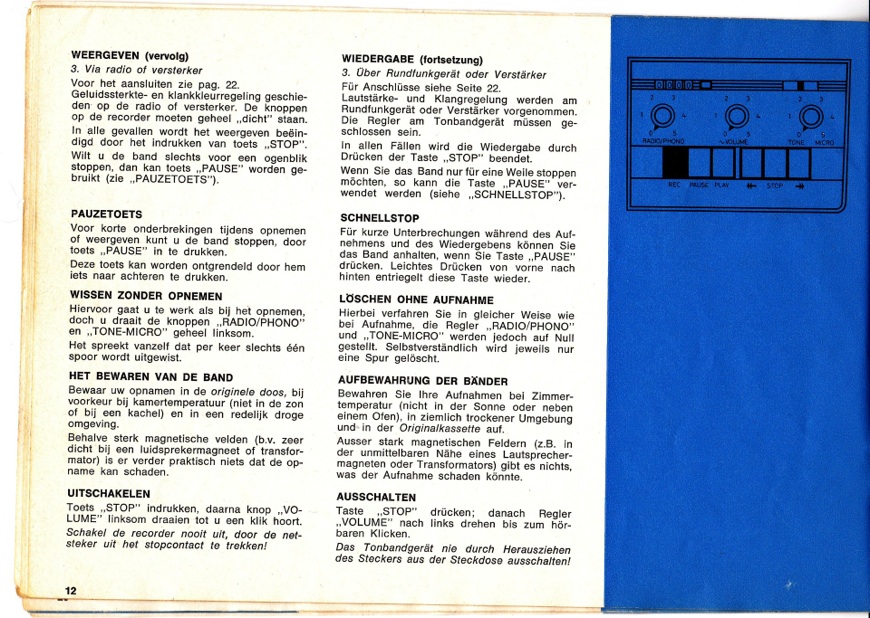 WEERGEVEN (vervolg)
3. Via radio of versterker
Voor het aansluiten zie pag. 22.
Geluidssterkte- en klankkleurregeling geschie-
den op de radio of versterker. De knoppen
op de recorder moeten geheel „dicht” staan.
In alle gevallen wordt het weergeven beëin-
digd door het indrukken van toets „STOP”.
Wilt u de band slechts voor een ogenblik
stoppen, dan kan toets „PAUSE” worden ge-
bruikt (zie „PAUZETOETS”).
PAUZETOETS
Voor korte onderbrekingen tijdens opnemen
of weergeven kunt u de band stoppen, door
toets „PAUSE” in te drukken.
Deze toets kan worden ontgrendeld door hem
iets naar achteren te drukken.
WISSEN ZONDER OPNEMEN
Hiervoor gaat u te werk als bij het opnemen,
doch u draait de knoppen „RADIO/PHONO”
en „TONE-MICRO” geheel linksom.
Het spreekt vanzelf dat per keer slechts één
spoor wordt uitgewist.
HET BEWAREN VAN DE BAND
Bewaar uw opnamen in de originele doos, bij
voorkeur bij kamertemperatuur (niet in de zon
of bij een kachel) en in een redelijk droge
omgeving.
Behalve sterk magnetische velden (b.v. zeer
dicht bij een luidsprekermagneet of transfor-
mator) is er verder praktisch niets dat de op-
name kan schaden.
UITSCHAKELEN
Toets „STOP” indrukken, daarna knop „VO-
LUME” linksom draaien tot u een klik hoort.
Schakel de recorder nooit uit, door de net-
steker uit het stopcontact te trekken!
12
WIEDERGABE (fortsetzung)
3. Über Rundfunkgerät oder Verstärker
Für Anschlüsse siehe Seite 22.
Lautstärke- und Klangregelung werden am
Rundfunkgerät oder Verstärker vorgenommen.
Die Regler am Tonbandgerät müssen ge-
schlossen sein.
In allen Fällen wird die Wiedergabe durch
Drücken der Taste „STOP” beendet.
Wenn Sie das Band nur für eine Weile stoppen
möchten, so kann die Taste „PAUSE” ver-
wendet werden (siehe „SCHNELLSTOP”).
SCHNELLSTOP
Für kurze Unterbrechungen während des Auf-
nehmens und des Wiedergebens können Sie
das Band anhalten, wenn Sie Taste „PAUSE”
drücken. Leichtes Drücken von vorne nach
hinten entriegelt diese Taste wieder.
LÖSCHEN OHNE AUFNAHME
Hierbei verfahren Sie in gleicher Weise wie
bei Aufnahme, die Regler „RADIO/PHONO”
und „TONE-MICRO” werden jedoch auf Null
gestellt. Selbstverständlich wird jeweils nur
eine Spur gelöscht.
AUFBEWAHRUNG DER BÄNDER
Bewahren Sie Ihre Aufnahmen bei Zimmer-
temperatur (nicht in der Sonne oder neben
einem Ofen), in ziemlich trockener Umgebung
und in der Originalkassette auf.
Ausser stark magnetischen Feldern (z.B. in
der unmittelbaren Nähe eines Lautsprecher-
magneten oder Transformators) gibt es nichts,
was der Aufnahme schaden könnte.
AUSSCHALTEN
Taste „STOP” drücken; danach Regler
„VOLUME” nach links drehen bis zum hör-
baren Klicken.
Das Tonbandgerät nie durch Herausziehen
des Steckers aus der Steckdose ausschalten!
0000
2 3 2 3 2 3
1 4 1 4 1 4
0 5 0 5 0 5
RADIO/PHONO VOLUME TONE MICRO
REC PAUSE PLAY STOP